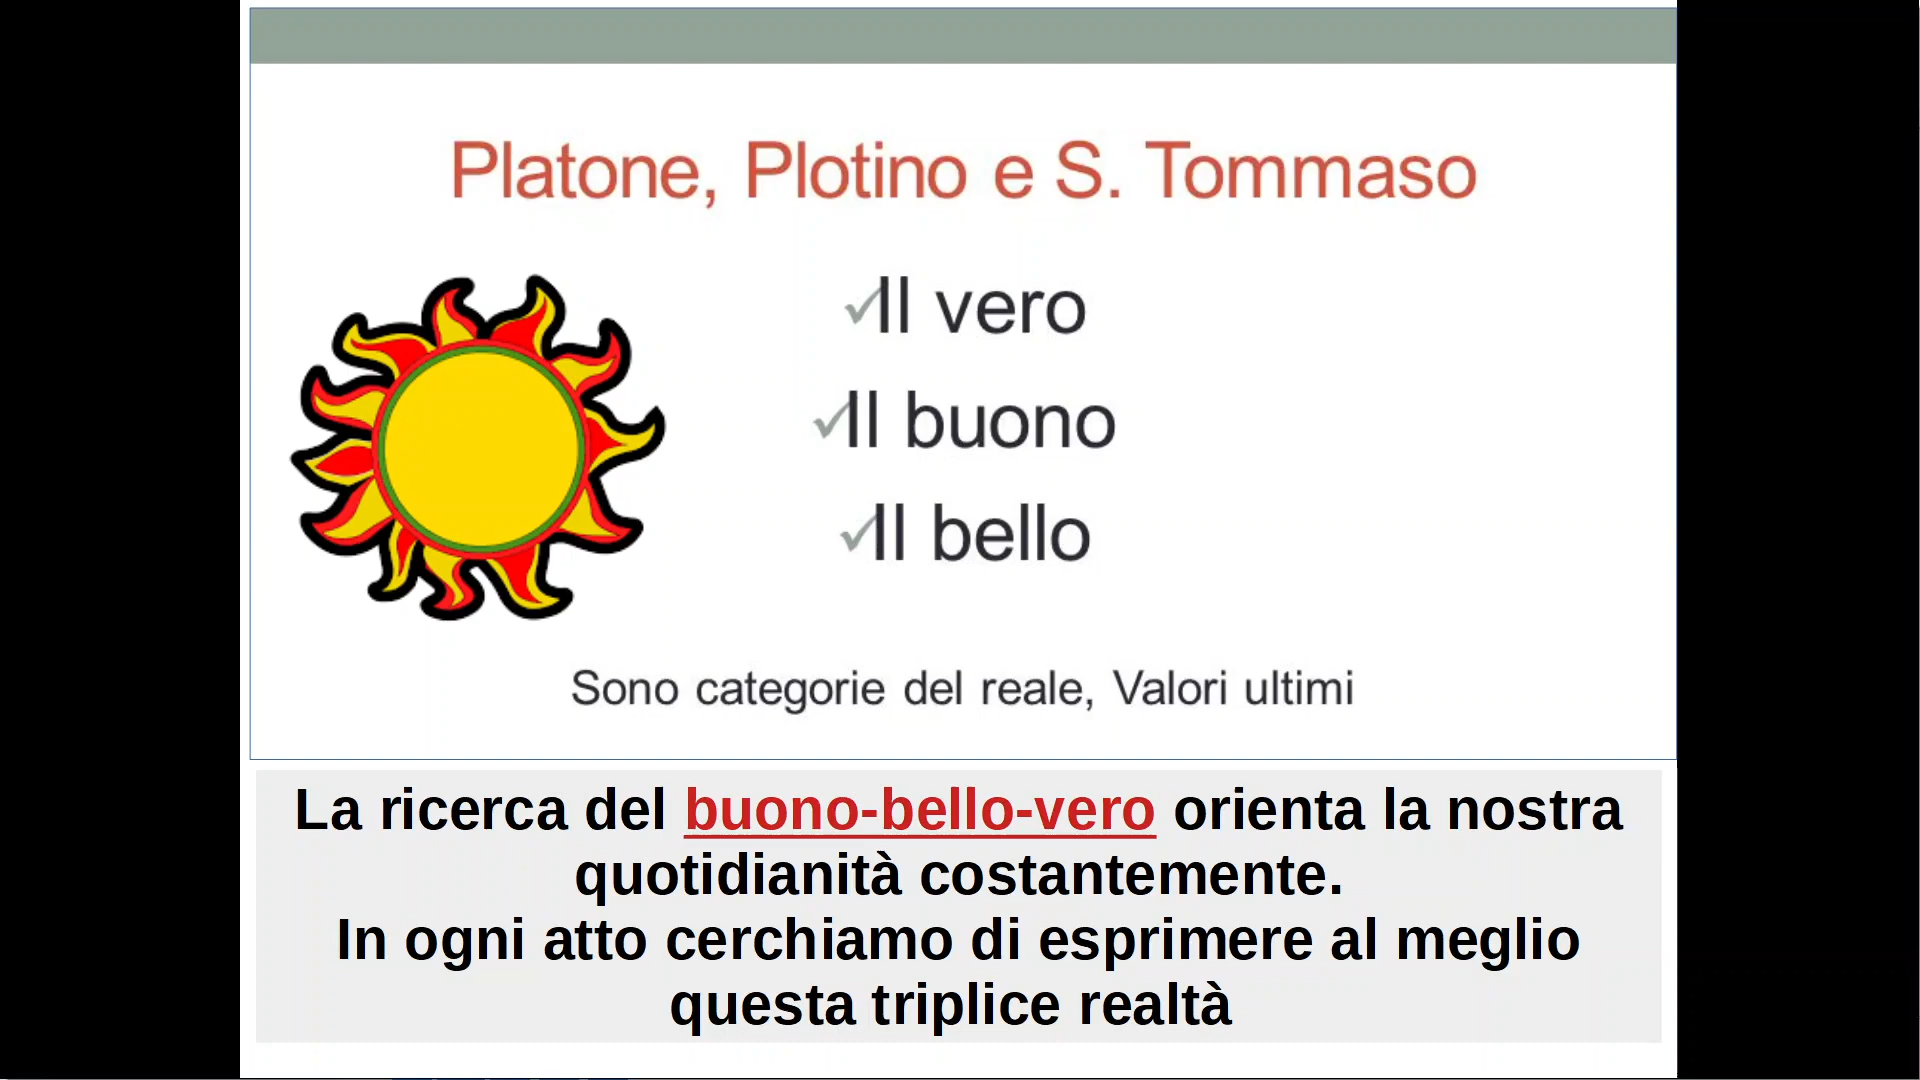 Platone, Plotino e S. Tommaso
✓Il vero
✓Il buono
✓Il bello
Sono categorie del reale, Valori ultimi
La ricerca del buono-bello-vero orienta la nostra
quotidianità costantemente.
In ogni atto cerchiamo di esprimere al meglio
questa triplice realtà